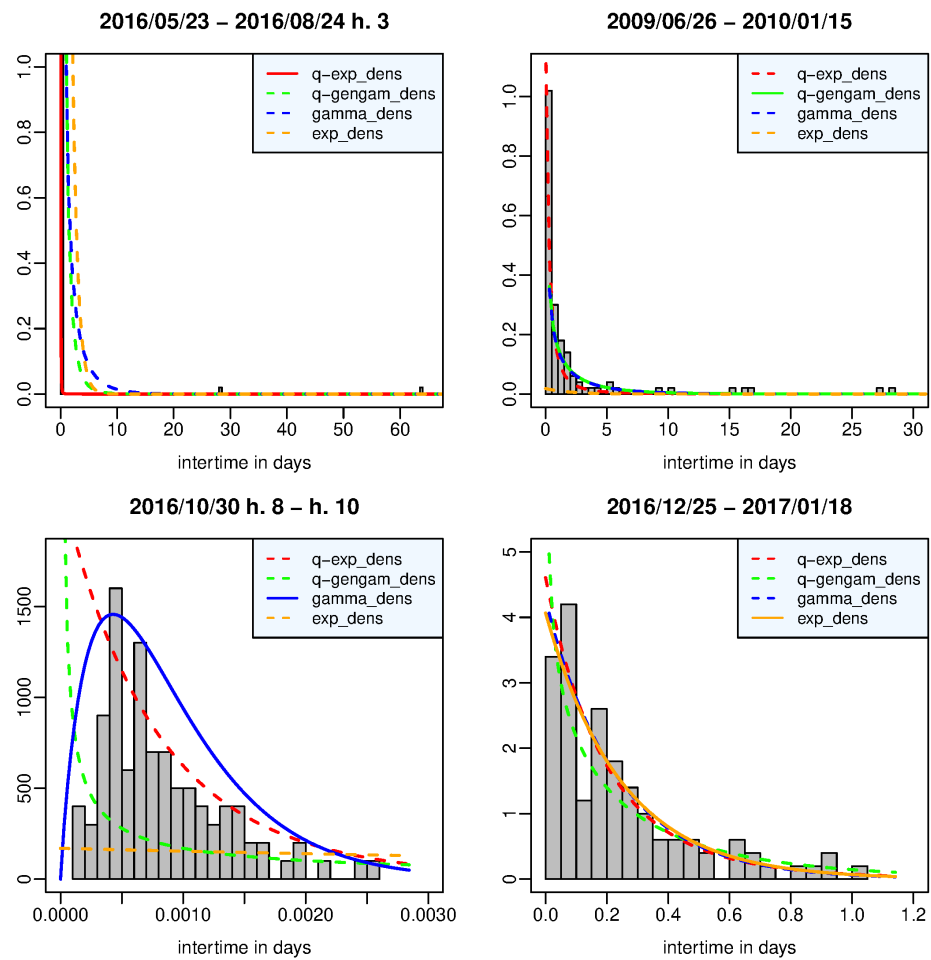 2016/05/23 − 2016/08/24 h. 3
q−exp_dens
q−gengam_dens
gamma_dens
exp_dens
1.0
0.8
0.6
0.4
0.2
0.0
0 10 20 30 40 50 60
intertime in days
2009/06/26 − 2010/01/15
q−exp_dens
q−gengam_dens
gamma_dens
exp_dens
1.0
0.8
0.6
0.4
0.2
0.0
0 5 10 15 20 25 30
intertime in days
2016/10/30 h. 8 − h. 10
q−exp_dens
q−gengam_dens
gamma_dens
exp_dens
1500
1000
500
0
0.0000 0.0010 0.0020 0.0030
intertime in days
2016/12/25 − 2017/01/18
q−exp_dens
q−gengam_dens
gamma_dens
exp_dens
5
4
3
2
1
0
0.0 0.2 0.4 0.6 0.8 1.0 1.2
intertime in days